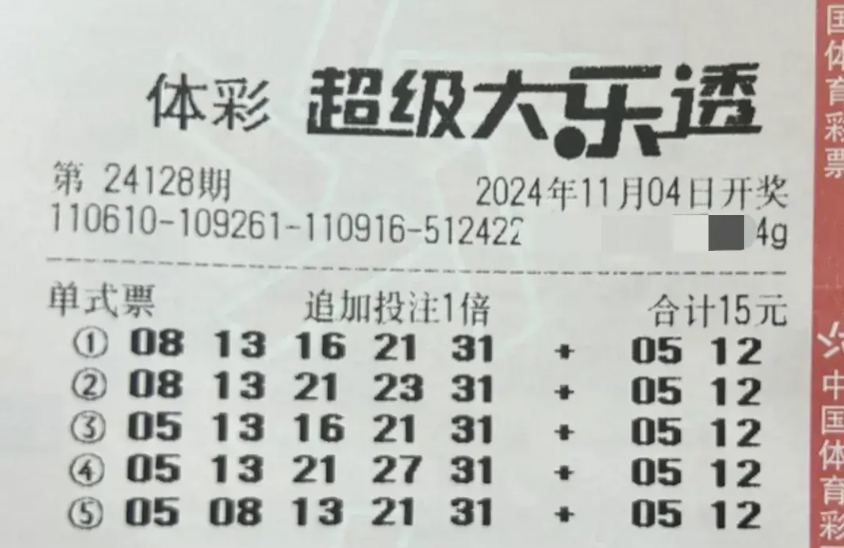 体彩 超级大乐透
第 24128期 2024年11月04日开奖
110610-109261-110916-512422 4g
单式票 追加投注1倍 合计15元
① 08 13 16 21 31 + 05 12
② 08 13 21 23 31 + 05 12
③ 05 13 16 21 31 + 05 12
④ 05 13 21 27 31 + 05 12
⑤ 05 08 13 21 31 + 05 12
国体育彩票
中国体育彩